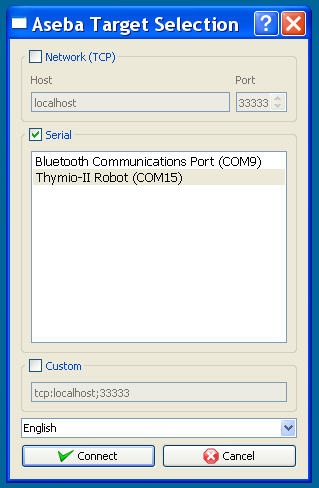 Aseba Target Selection
Network (TCP)
Host Port
localhost 33333
Serial
Bluetooth Communications Port (COM9)
Thymio-II Robot (COM15)
Custom
tcp:localhost;33333
English
Connect Cancel